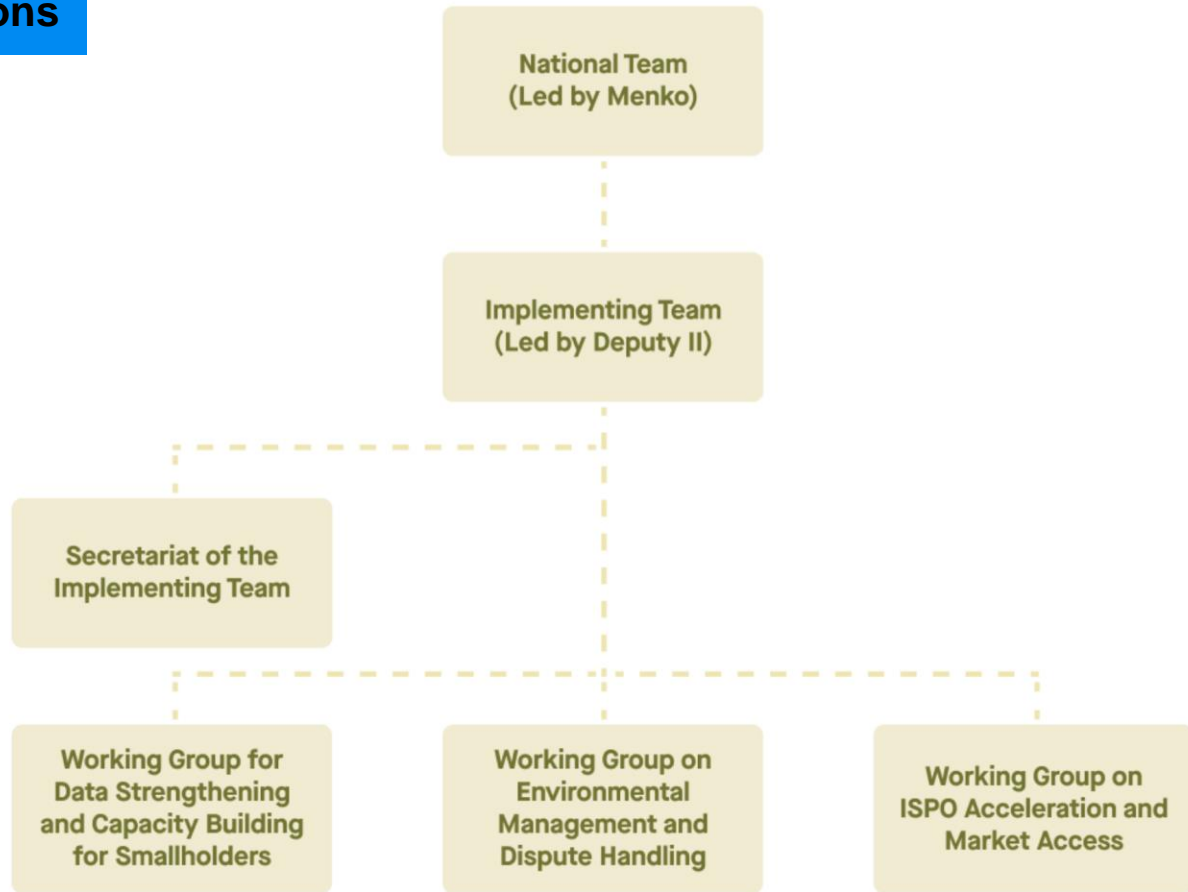 ons
National Team
(Led by Menko)
Implementing Team
(Led by Deputy II)
Secretariat of the
Implementing Team
Working Group for
Data Strengthening
and Capacity Building
for Smallholders
Working Group on
Environmental
Management and
Dispute Handling
Working Group on
ISPO Acceleration and
Market Access